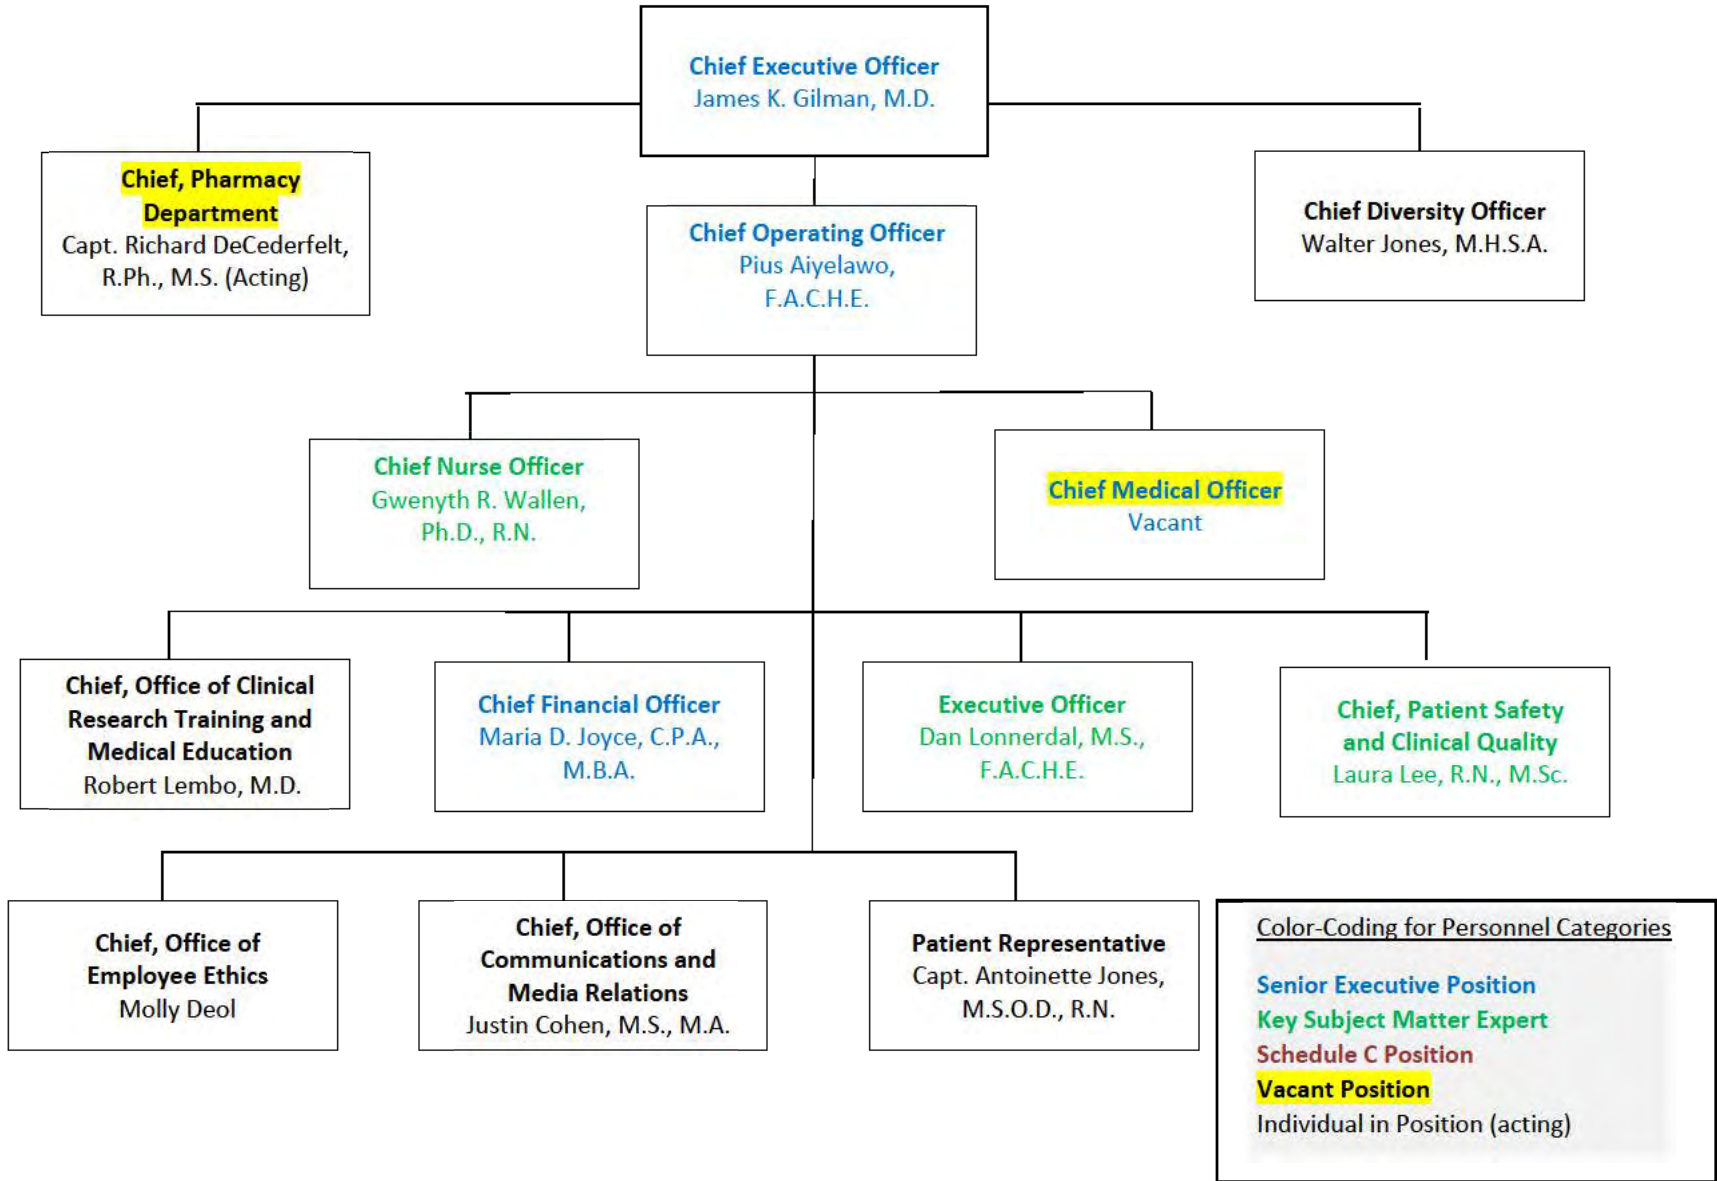 Chief Executive Officer
James K. Gilman, M.D.
Chief, Pharmacy
Department
Capt. Richard DeCederfelt,
R.Ph., M.S. (Acting)
Chief Operating Officer
Pius Aiyelawo,
F.A.C.H.E.
Chief Diversity Officer
Walter Jones, M.H.S.A.
Chief Nurse Officer
Gwenyth R. Wallen,
Ph.D., R.N.
Chief Medical Officer
Vacant
Chief, Office of Clinical
Research Training and
Medical Education
Robert Lembo, M.D.
Chief Financial Officer
Maria D. Joyce, C.P.A.,
M.B.A.
Executive Officer
Dan Lonnerdal, M.S.,
F.A.C.H.E.
Chief, Patient Safety
and Clinical Quality
Laura Lee, R.N., M.Sc.
Chief, Office of
Employee Ethics
Molly Deol
Chief, Office of
Communications and
Media Relations
Justin Cohen, M.S., M.A.
Patient Representative
Capt. Antoinette Jones,
M.S.O.D., R.N.
Color-Coding for Personnel Categories
Senior Executive Position
Key Subject Matter Expert
Schedule C Position
Vacant Position
Individual in Position (acting)